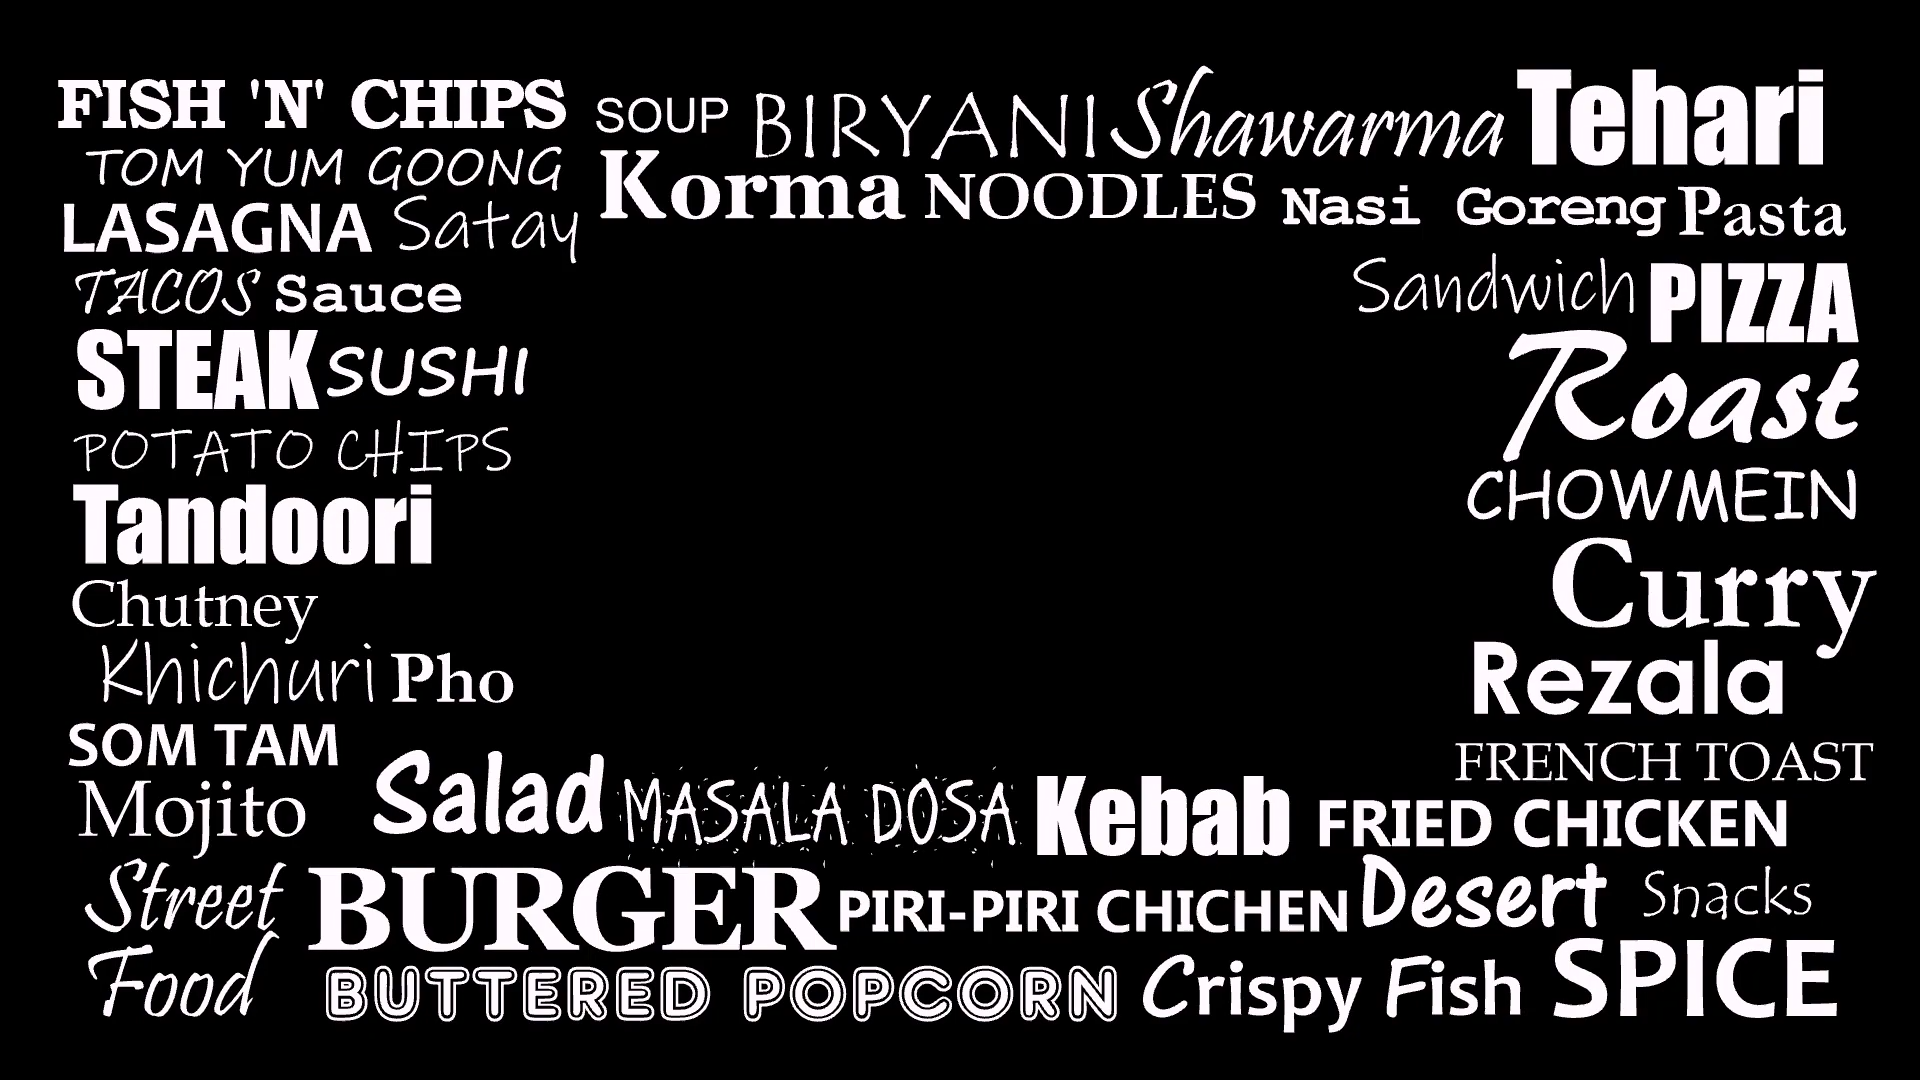 FISH 'N' CHIPS SOUP BIRYANI Shawarma Tehari
TOM YUM GOONG Korma NOODLES Nasi Goreng Pasta
LASAGNA Satay
TACOS Sauce Sandwich PIZZA
STEAK SUSHI Roast
POTATO CHIPS CHOWMEIN
Tandoori
Chutney Curry
Khichuri Pho Rezala
SOM TAM FRENCH TOAST
Mojito Salad MASALA DOSA Kebab FRIED CHICKEN
Street BURGER PIRI-PIRI CHICHEN Desert Snacks
Food BUTTERED POPCORN Crispy Fish SPICE